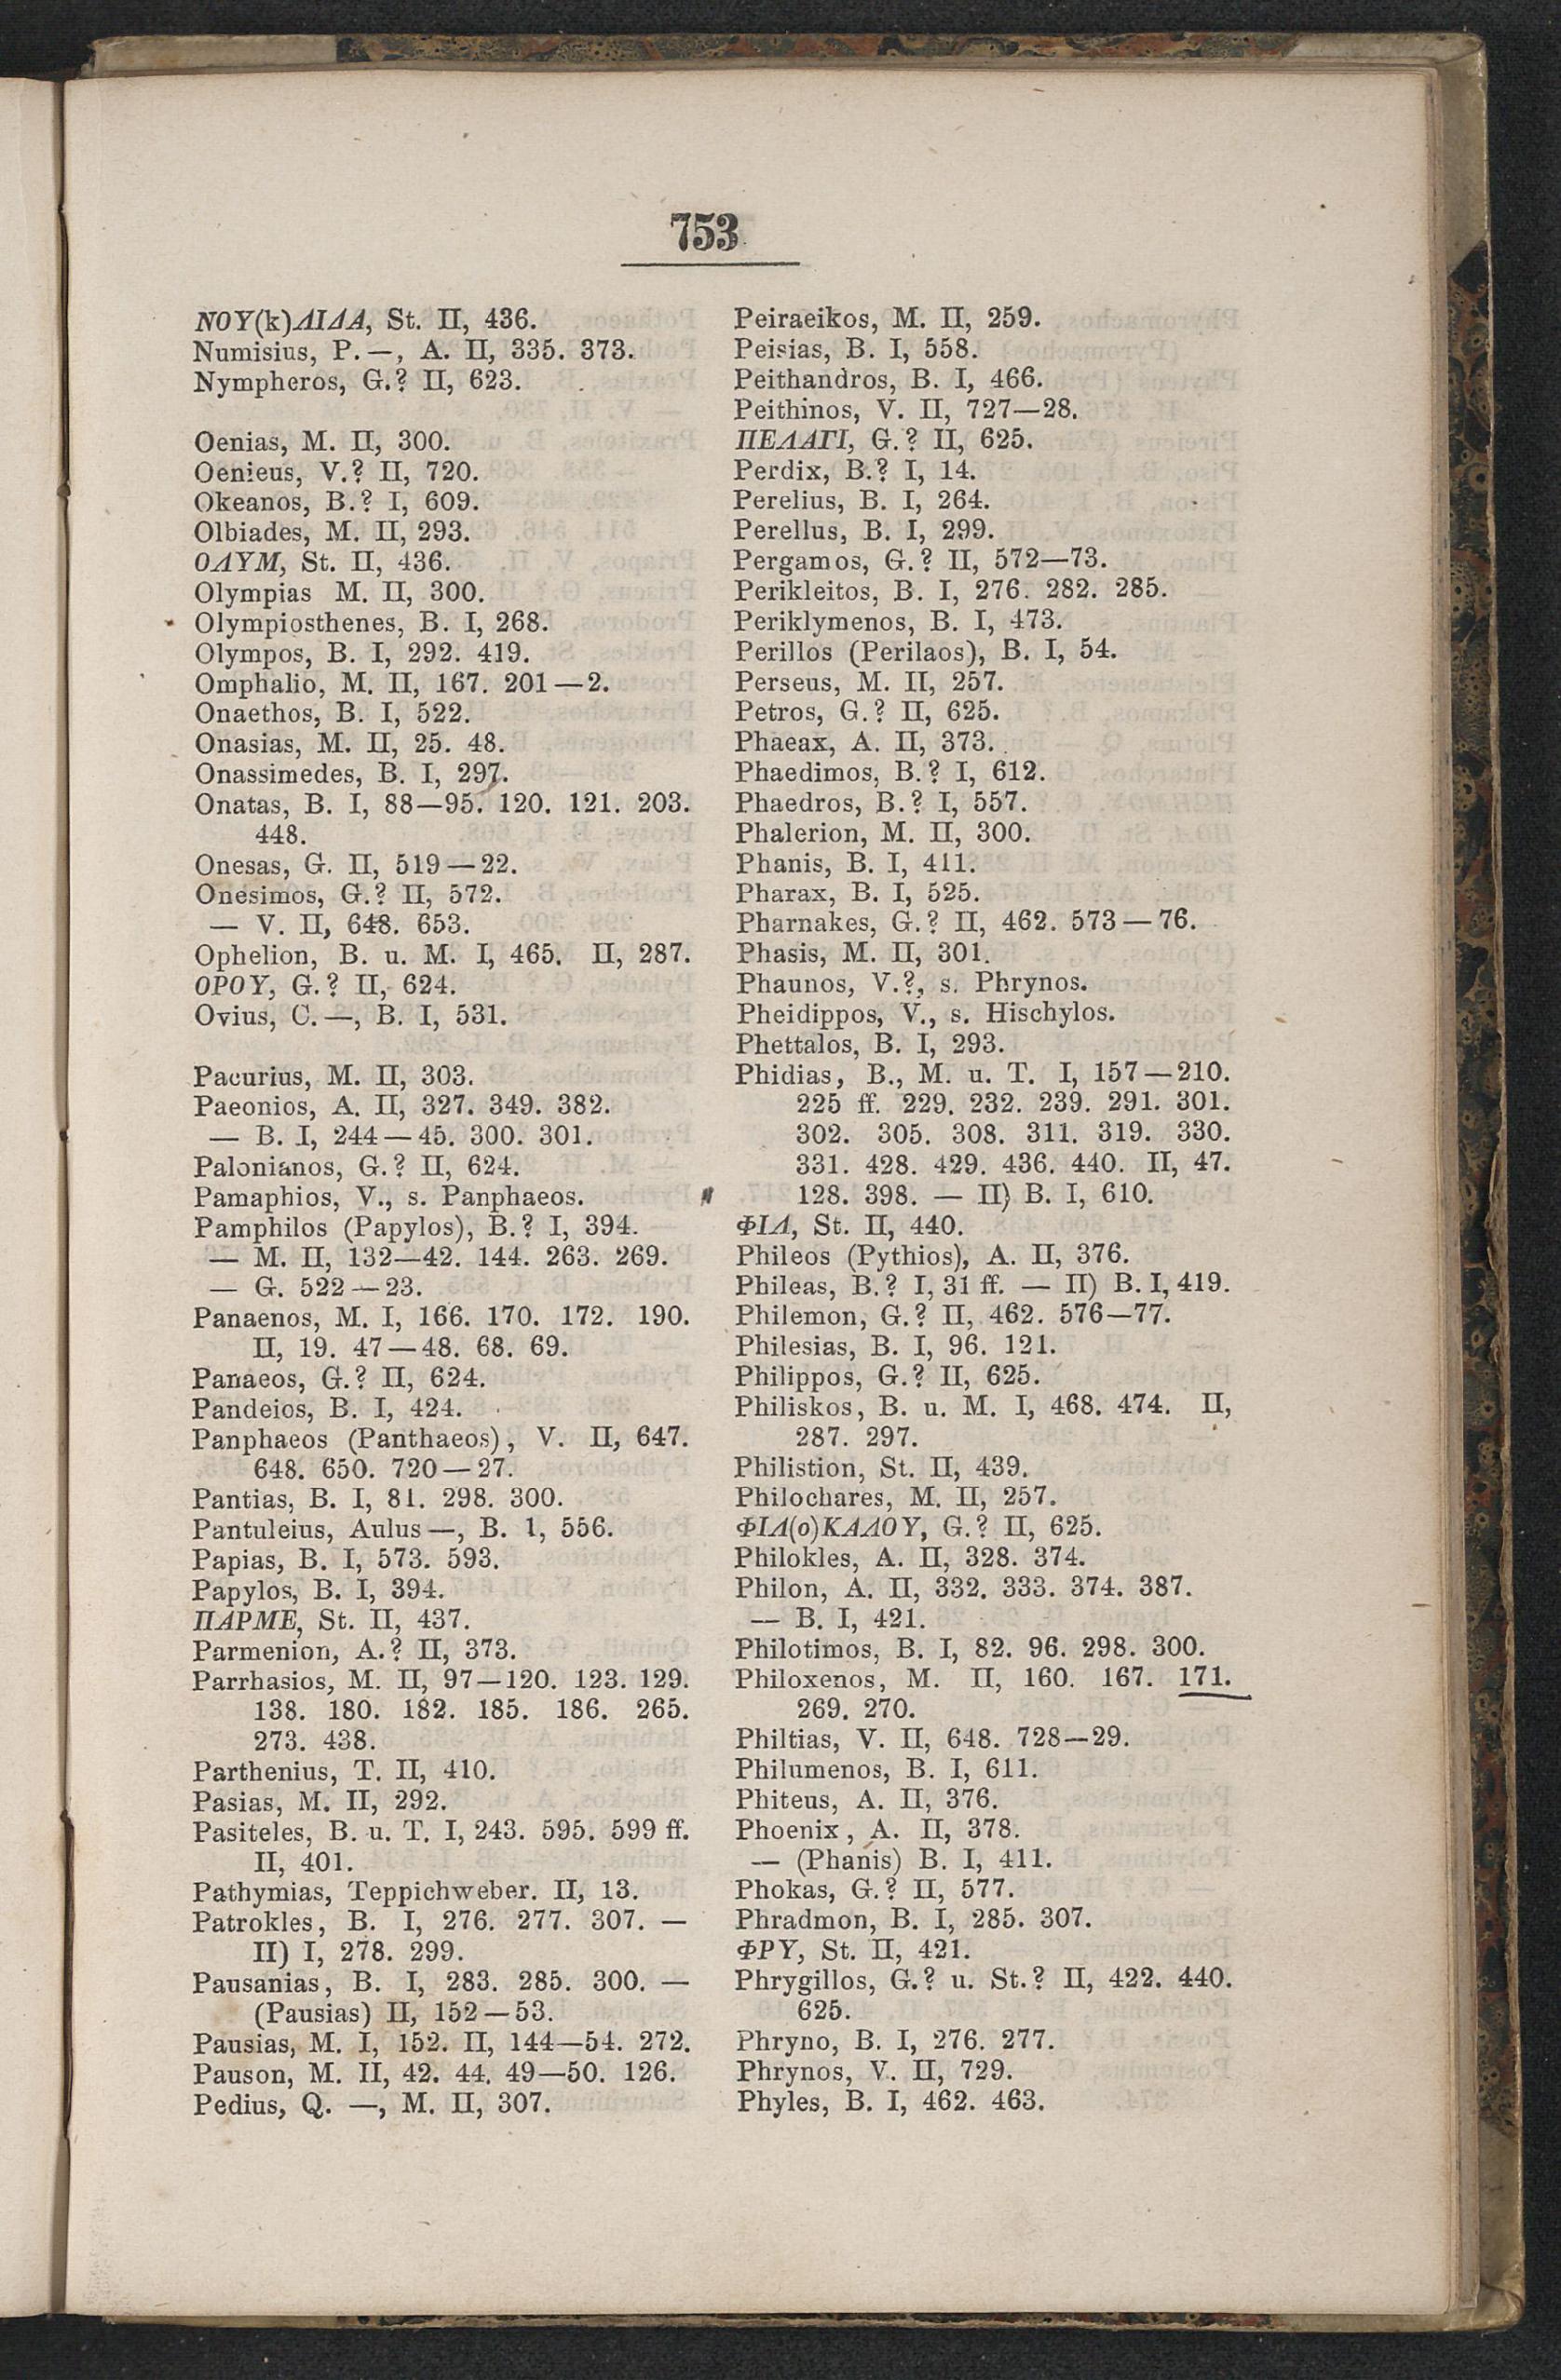 753
ΝΟΥ(k)ΛΙΔΑ, St. II, 436.
Numisius, P. —, A. II, 335. 373.
Nympheros, G.? II, 623.
Oenias, M. II, 300.
Oenieus, V.? II, 720.
Okeanos, B.? I, 609.
Olbiades, M. II, 293.
ΟΛΥΜ, St. II, 436.
Olympias M. II, 300.
Olympiosthenes, B. I, 268.
Olympos, B. I, 292. 419.
Omphalio, M. II, 167. 201—2.
Onaethos, B. I, 522.
Onasias, M. II, 25. 48.
Onassimedes, B. I, 297.
Onatas, B. I, 88—95. 120. 121. 203.
448.
Onesas, G. II, 519—22.
Onesimos, G.? II, 572.
— V. II, 648. 653.
Ophelion, B. u. M. I, 465. II, 287.
ΟΡΟΥ, G.? II, 624.
Ovius, C. —, B. I, 531.
Pacurius, M. II, 303.
Paeonios, A. II, 327. 349. 382.
— B. I, 244—45. 300. 301.
Palonianos, G.? II, 624.
Pamaphios, V., s. Panphaeos.
Pamphilos (Papylos), B.? I, 394.
— M. II, 132—42. 144. 263. 269.
— G. 522—23.
Panaenos, M. I, 166. 170. 172. 190.
II, 19. 47—48. 68. 69.
Panaeos, G.? II, 624.
Pandeios, B. I, 424.
Panphaeos (Panthaeos), V. II, 647.
648. 650. 720—27.
Pantias, B. I, 81. 298. 300.
Pantuleius, Aulus —, B. 1, 556.
Papias, B. I, 573. 593.
Papylos, B. I, 394.
ΠΑΡΜΕ, St. II, 437.
Parmenion, A.? II, 373.
Parrhasios, M. II, 97—120. 123. 129.
138. 180. 182. 185. 186. 265.
273. 438.
Parthenius, T. II, 410.
Pasias, M. II, 292.
Pasiteles, B. u. T. I, 243. 595. 599 ff.
II, 401.
Pathymias, Teppichweber. II, 13.
Patrokles, B. I, 276. 277. 307. —
II) I, 278. 299.
Pausanias, B. I, 283. 285. 300. —
(Pausias) II, 152—53.
Pausias, M. I, 152. II, 144—54. 272.
Pauson, M. II, 42. 44. 49—50. 126.
Pedius, Q. —, M. II, 307.
Peiraeikos, M. II, 259.
Peisias, B. I, 558.
Peithandros, B. I, 466.
Peithinos, V. II, 727—28.
ΠΕΛΑΓΙ, G.? II, 625.
Perdix, B.? I, 14.
Perelius, B. I, 264.
Perellus, B. I, 299.
Pergamos, G.? II, 572—73.
Perikleitos, B. I, 276. 282. 285.
Periklymenos, B. I, 473.
Perillos (Perilaos), B. I, 54.
Perseus, M. II, 257.
Petros, G.? II, 625.
Phaeax, A. II, 373.
Phaedimos, B.? I, 612.
Phaedros, B.? I, 557.
Phalerion, M. II, 300.
Phanis, B. I, 411.
Pharax, B. I, 525.
Pharnakes, G.? II, 462. 573—76.
Phasis, M. II, 301.
Phaunos, V.?, s. Phrynos.
Pheidippos, V., s. Hischylos.
Phettalos, B. I, 293.
Phidias, B., M. u. T. I, 157—210.
225 ff. 229. 232. 239. 291. 301.
302. 305. 308. 311. 319. 330.
331. 428. 429. 436. 440. II, 47.
128. 398. — II) B. I, 610.
ΦΙΛ, St. II, 440.
Phileos (Pythios), A. II, 376.
Phileas, B.? I, 31 ff. — II) B. I, 419.
Philemon, G.? II, 462. 576—77.
Philesias, B. I, 96. 121.
Philippos, G.? II, 625.
Philiskos, B. u. M. I, 468. 474. II,
287. 297.
Philistion, St. II, 439.
Philochares, M. II, 257.
ΦΙΛ(ο)ΚΑΛΟΥ, G.? II, 625.
Philokles, A. II, 328. 374.
Philon, A. II, 332. 333. 374. 387.
— B. I, 421.
Philotimos, B. I, 82. 96. 298. 300.
Philoxenos, M. II, 160. 167. 171.
269. 270.
Philtias, V. II, 648. 728—29.
Philumenos, B. I, 611.
Phiteus, A. II, 376.
Phoenix, A. II, 378.
— (Phanis) B. I, 411.
Phokas, G.? II, 577.
Phradmon, B. I, 285. 307.
ΦΡΥ, St. II, 421.
Phrygillos, G.? u. St.? II, 422. 440.
625.
Phryno, B. I, 276. 277.
Phrynos, V. II, 729.
Phyles, B. I, 462. 463.